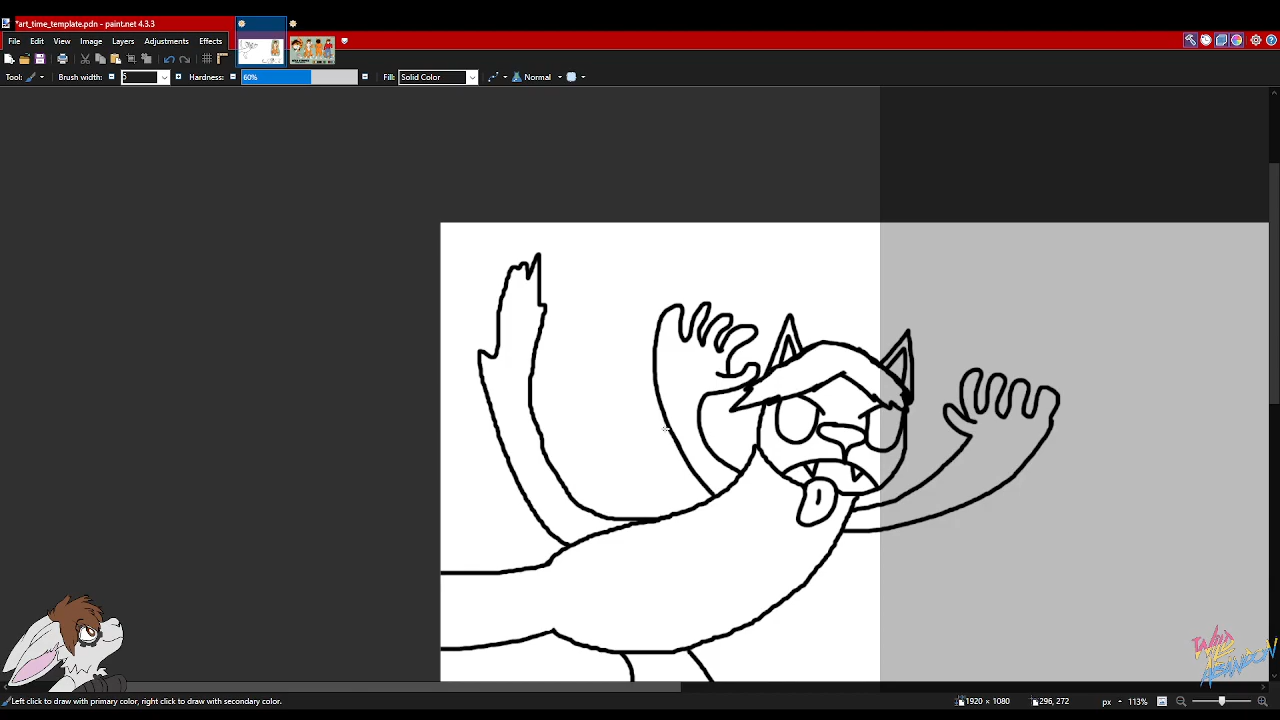 *art_time_template.pdn - paint.net 4.3.3
File Edit View Image Layers Adjustments Effects
Tool: Brush width: Hardness: 60% Fill: Solid Color Normal
Left click to draw with primary color, right click to draw with secondary color. 1920 × 1080 296, 272 px 113%